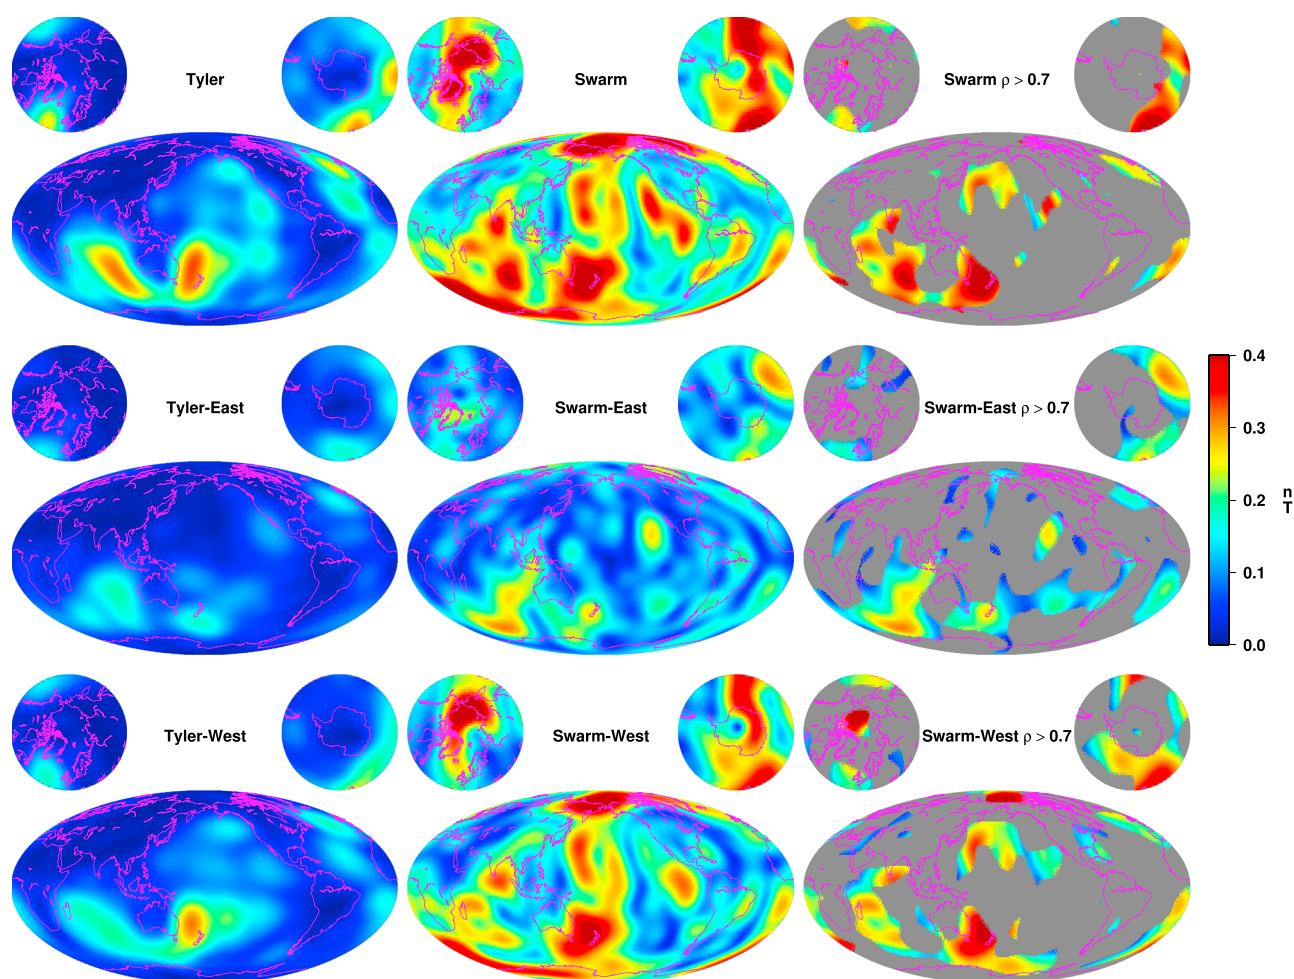 Tyler
Swarm
Swarm ρ > 0.7
Tyler-East
Swarm-East
Swarm-East ρ > 0.7
0.4
0.3
0.2
0.1
0.0
n
T
Tyler-West
Swarm-West
Swarm-West ρ > 0.7